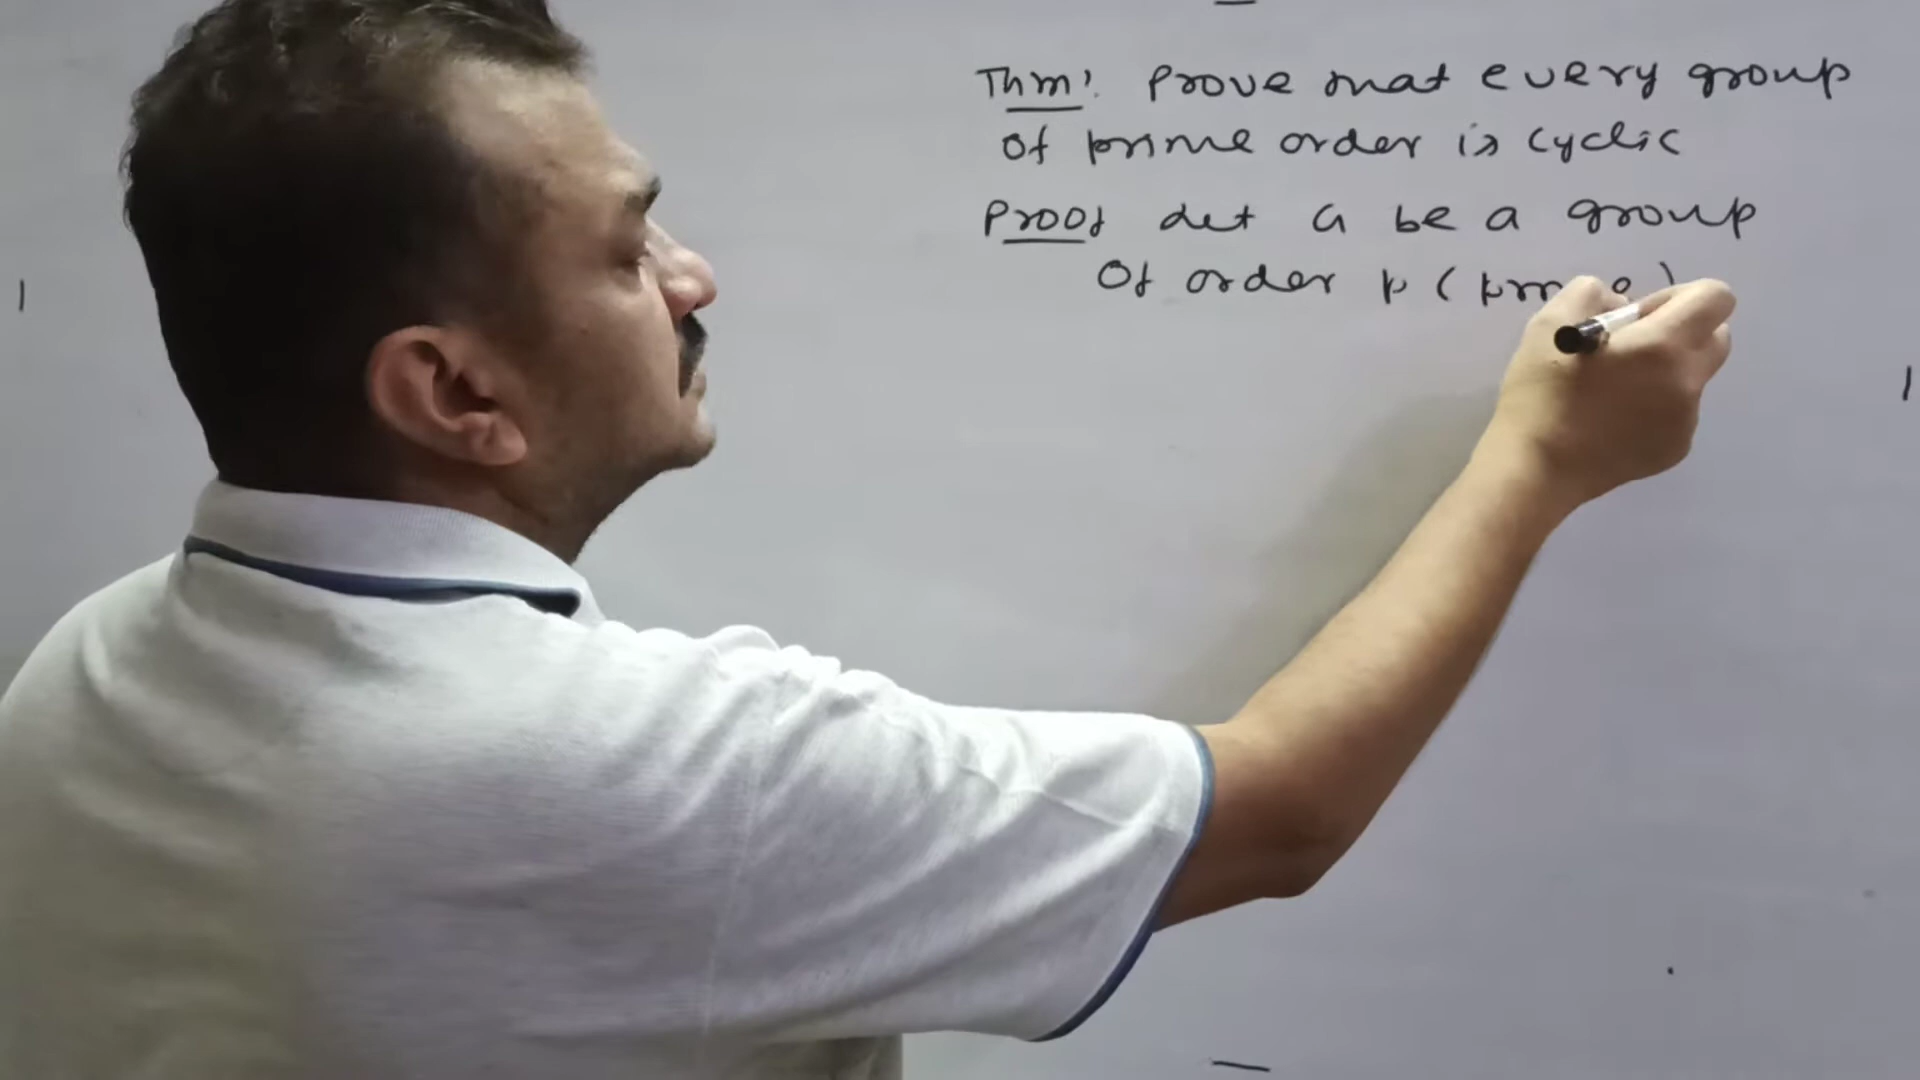 Thm: Prove that every group
of prime order is cyclic
Proof Let G be a group
of order p (prime)